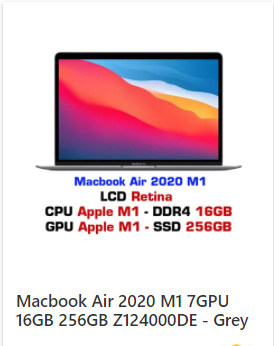 Macbook Air 2020 M1
LCD Retina
CPU Apple M1 - DDR4 16GB
GPU Apple M1 - SSD 256GB
Macbook Air 2020 M1 7GPU
16GB 256GB Z124000DE - Grey